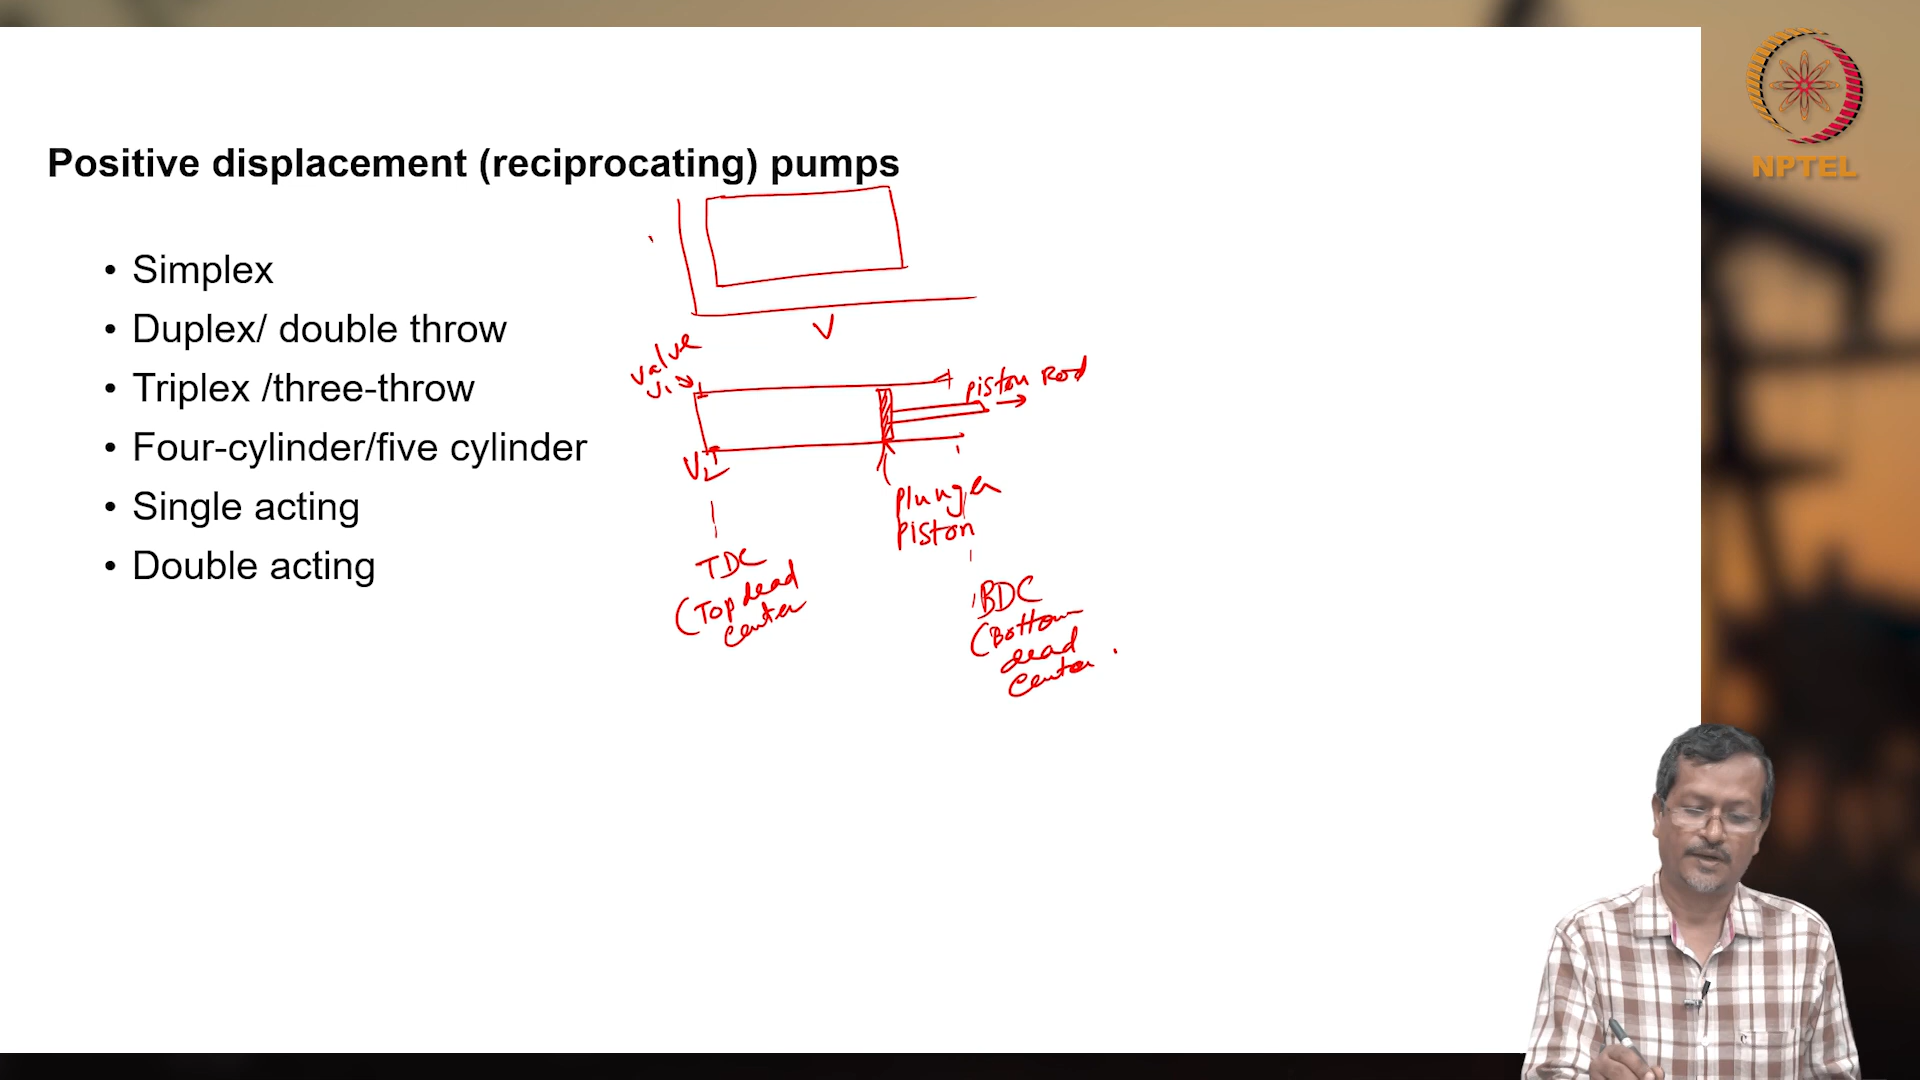 NPTEL
Positive displacement (reciprocating) pumps
• Simplex
• Duplex/ double throw
• Triplex /three-throw
• Four-cylinder/five cylinder
• Single acting
• Double acting
V
Valve
V1
Piston Rod
V2
Plunger
Piston
TDC
(Top dead
center
BDC
(Bottom
dead
center